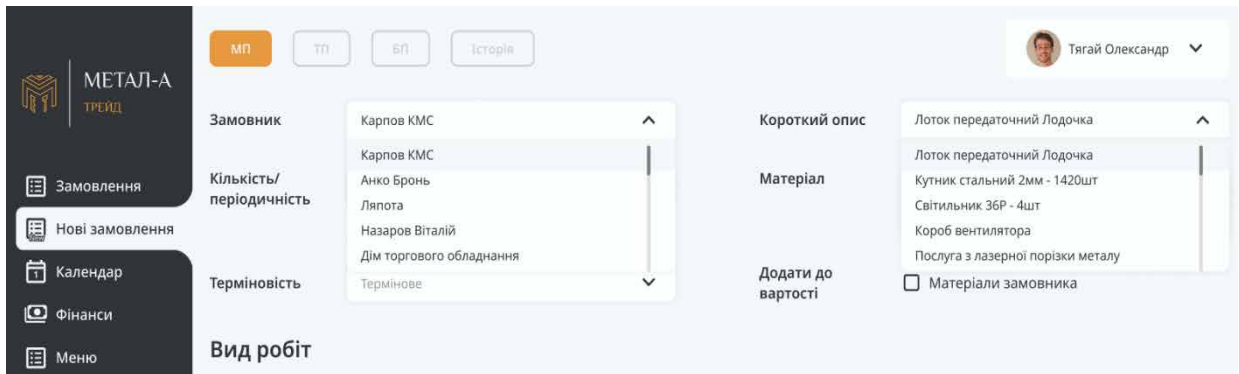 МП ТП БП Історія
Тягай Олександр
МЕТАЛ-А
ТРЕЙД
Замовлення
Нові замовлення
Календар
1
Фінанси
Меню
Замовник
Карпов КМС
Карпов КМС
Анко Бронь
Ляпота
Назаров Віталій
Дім торгового обладнання
Кількість/
періодичність
Терміновість
Термінове
Короткий опис
Лоток передаточний Лодочка
Лоток передаточний Лодочка
Кутник стальний 2мм - 1420шт
Світильник 36Р - 4шт
Короб вентилятора
Послуга з лазерної порізки металу
Матеріал
Додати до
вартості
Матеріали замовника
Вид робіт